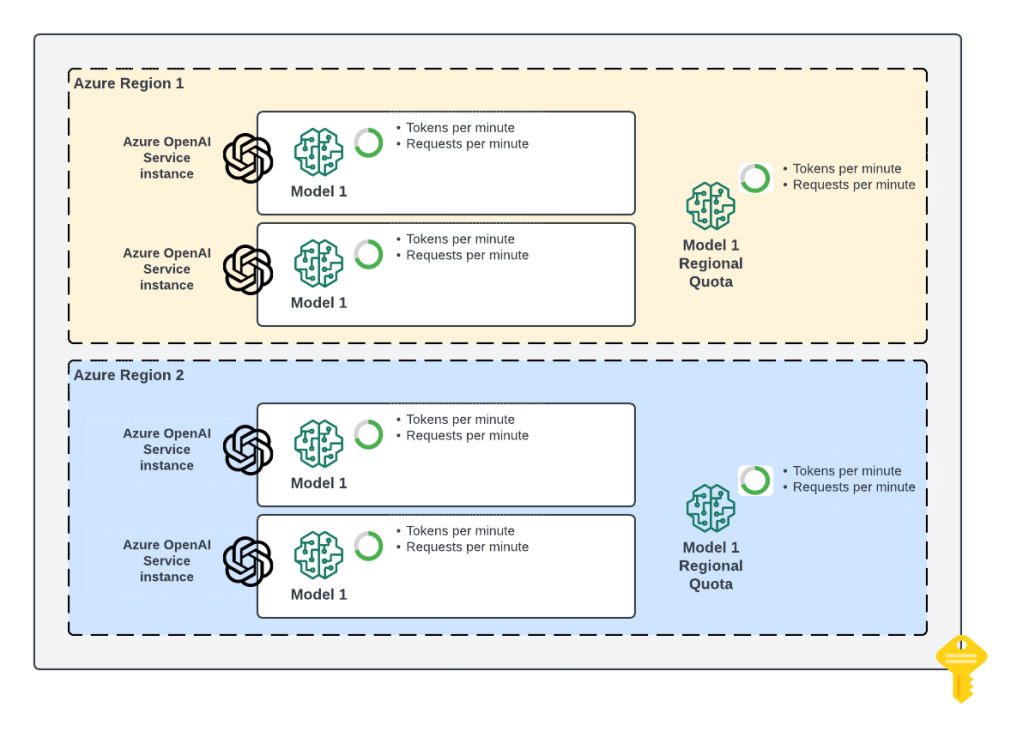 Azure Region 1
Azure OpenAI
Service
instance
Model 1
• Tokens per minute
• Requests per minute
Azure OpenAI
Service
instance
Model 1
• Tokens per minute
• Requests per minute
Model 1
Regional
Quota
• Tokens per minute
• Requests per minute
Azure Region 2
Azure OpenAI
Service
instance
Model 1
• Tokens per minute
• Requests per minute
Azure OpenAI
Service
instance
Model 1
• Tokens per minute
• Requests per minute
Model 1
Regional
Quota
• Tokens per minute
• Requests per minute